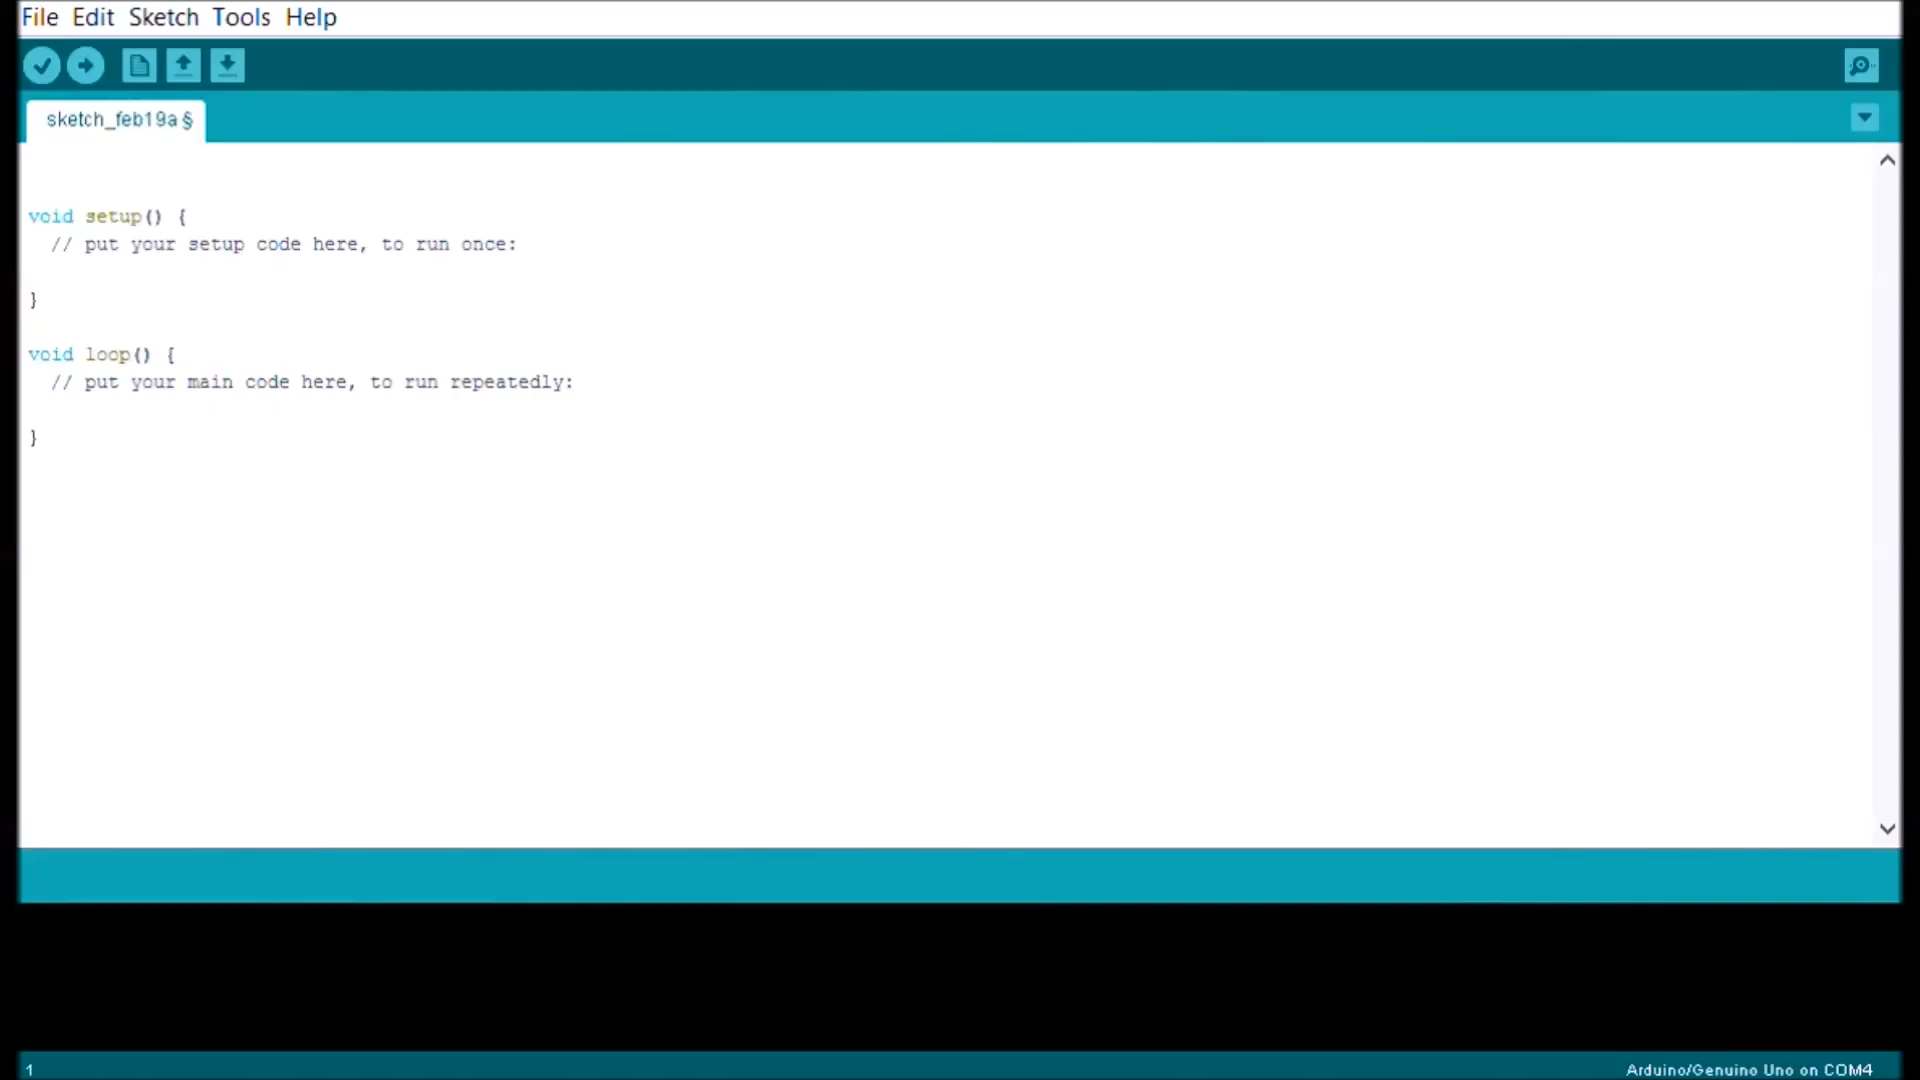 File Edit Sketch Tools Help
sketch_feb19a §
void setup() {
  // put your setup code here, to run once:
}
void loop() {
  // put your main code here, to run repeatedly:
}
1
Arduino/Genuino Uno on COM4